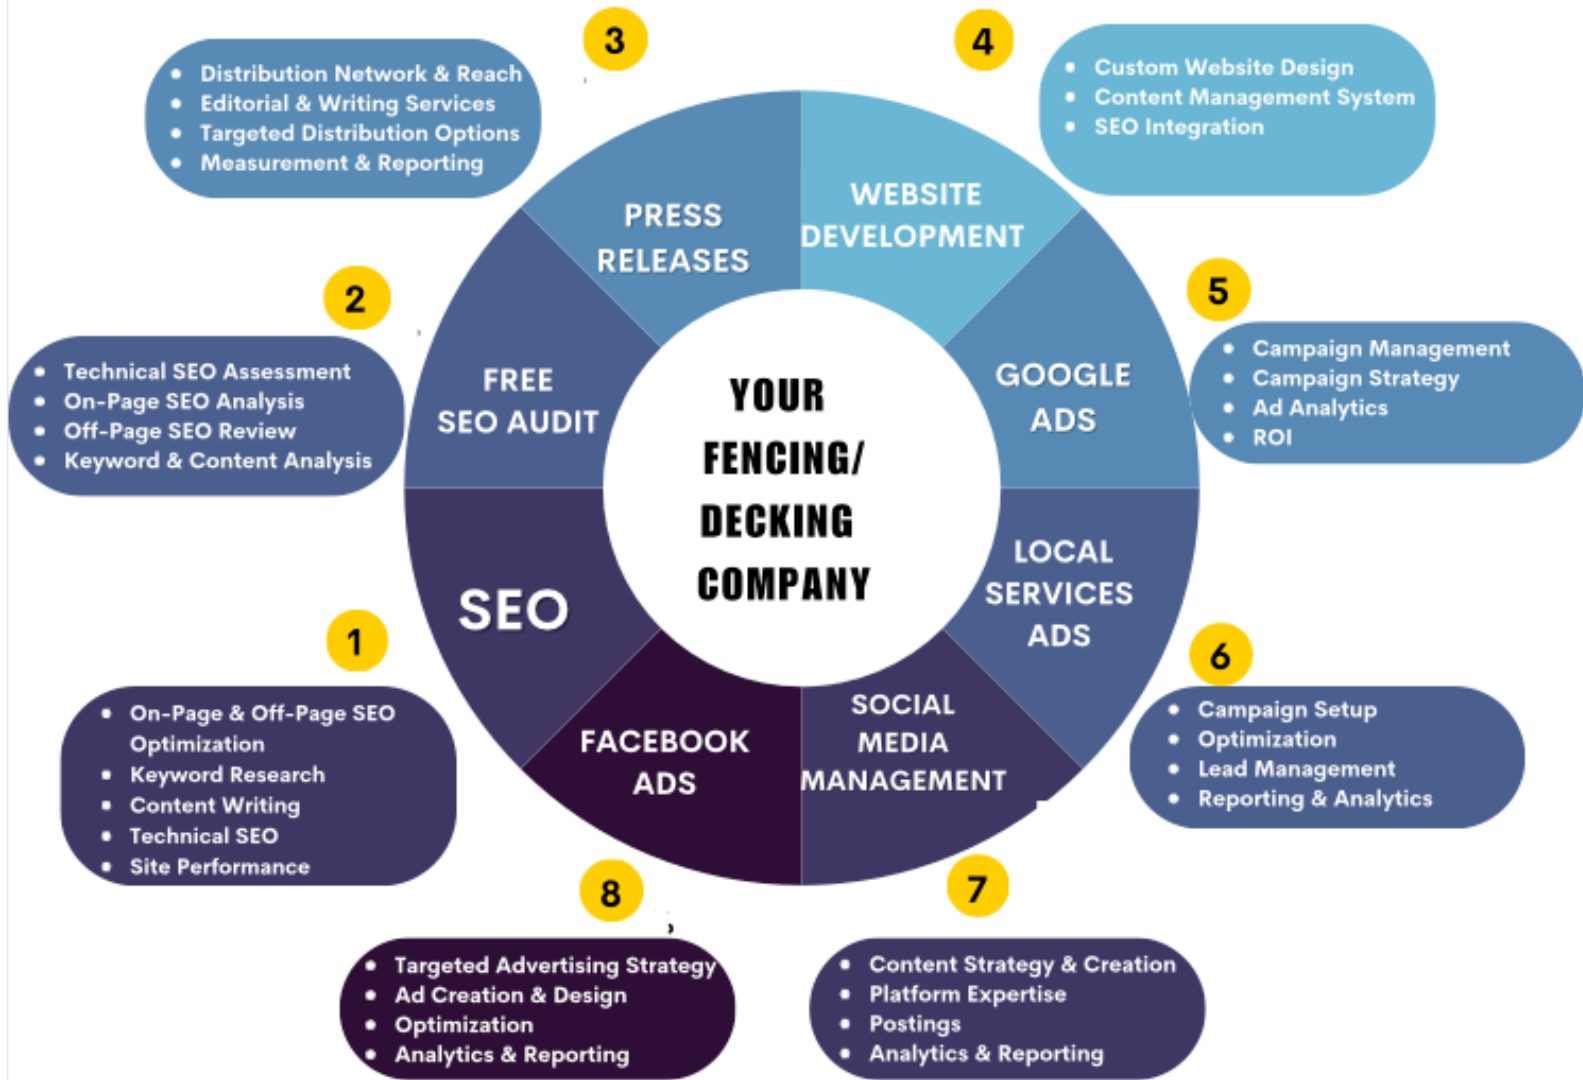 3
Distribution Network & Reach
Editorial & Writing Services
Targeted Distribution Options
Measurement & Reporting
4
Custom Website Design
Content Management System
SEO Integration
PRESS
RELEASES
WEBSITE
DEVELOPMENT
2
Technical SEO Assessment
On-Page SEO Analysis
Off-Page SEO Review
Keyword & Content Analysis
FREE
SEO AUDIT
YOUR
FENCING/
DECKING
COMPANY
GOOGLE
ADS
5
Campaign Management
Campaign Strategy
Ad Analytics
ROI
SEO
LOCAL
SERVICES
ADS
1
On-Page & Off-Page SEO
Optimization
Keyword Research
Content Writing
Technical SEO
Site Performance
FACEBOOK
ADS
SOCIAL
MEDIA
MANAGEMENT
6
Campaign Setup
Optimization
Lead Management
Reporting & Analytics
8
Targeted Advertising Strategy
Ad Creation & Design
Optimization
Analytics & Reporting
7
Content Strategy & Creation
Platform Expertise
Postings
Analytics & Reporting